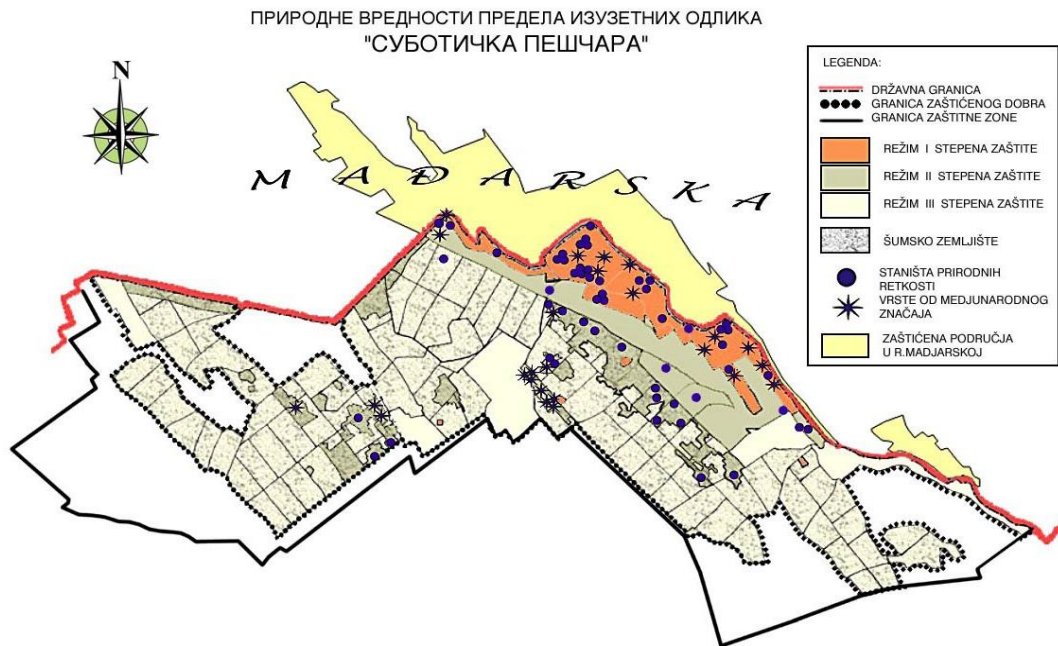 ПРИРОДНЕ ВРЕДНОСТИ ПРЕДЕЛА ИЗУЗЕТНИХ ОДЛИКА
"СУБОТИЧКА ПЕШЧАРА"
N
MAĐARSKA
LEGENDA:
DRŽAVNA GRANICA
GRANICA ZAŠTIĆENOG DOBRA
GRANICA ZAŠTITNE ZONE
REŽIM I STEPENA ZAŠTITE
REŽIM II STEPENA ZAŠTITE
REŽIM III STEPENA ZAŠTITE
ŠUMSKO ZEMLJIŠTE
STANIŠTA PRIRODNIH
RETKOSTI
VRSTE OD MEDJUNARODNOG
ZNAČAJA
ZAŠTIĆENA PODRUČJA
U R.MADJARSKOJ